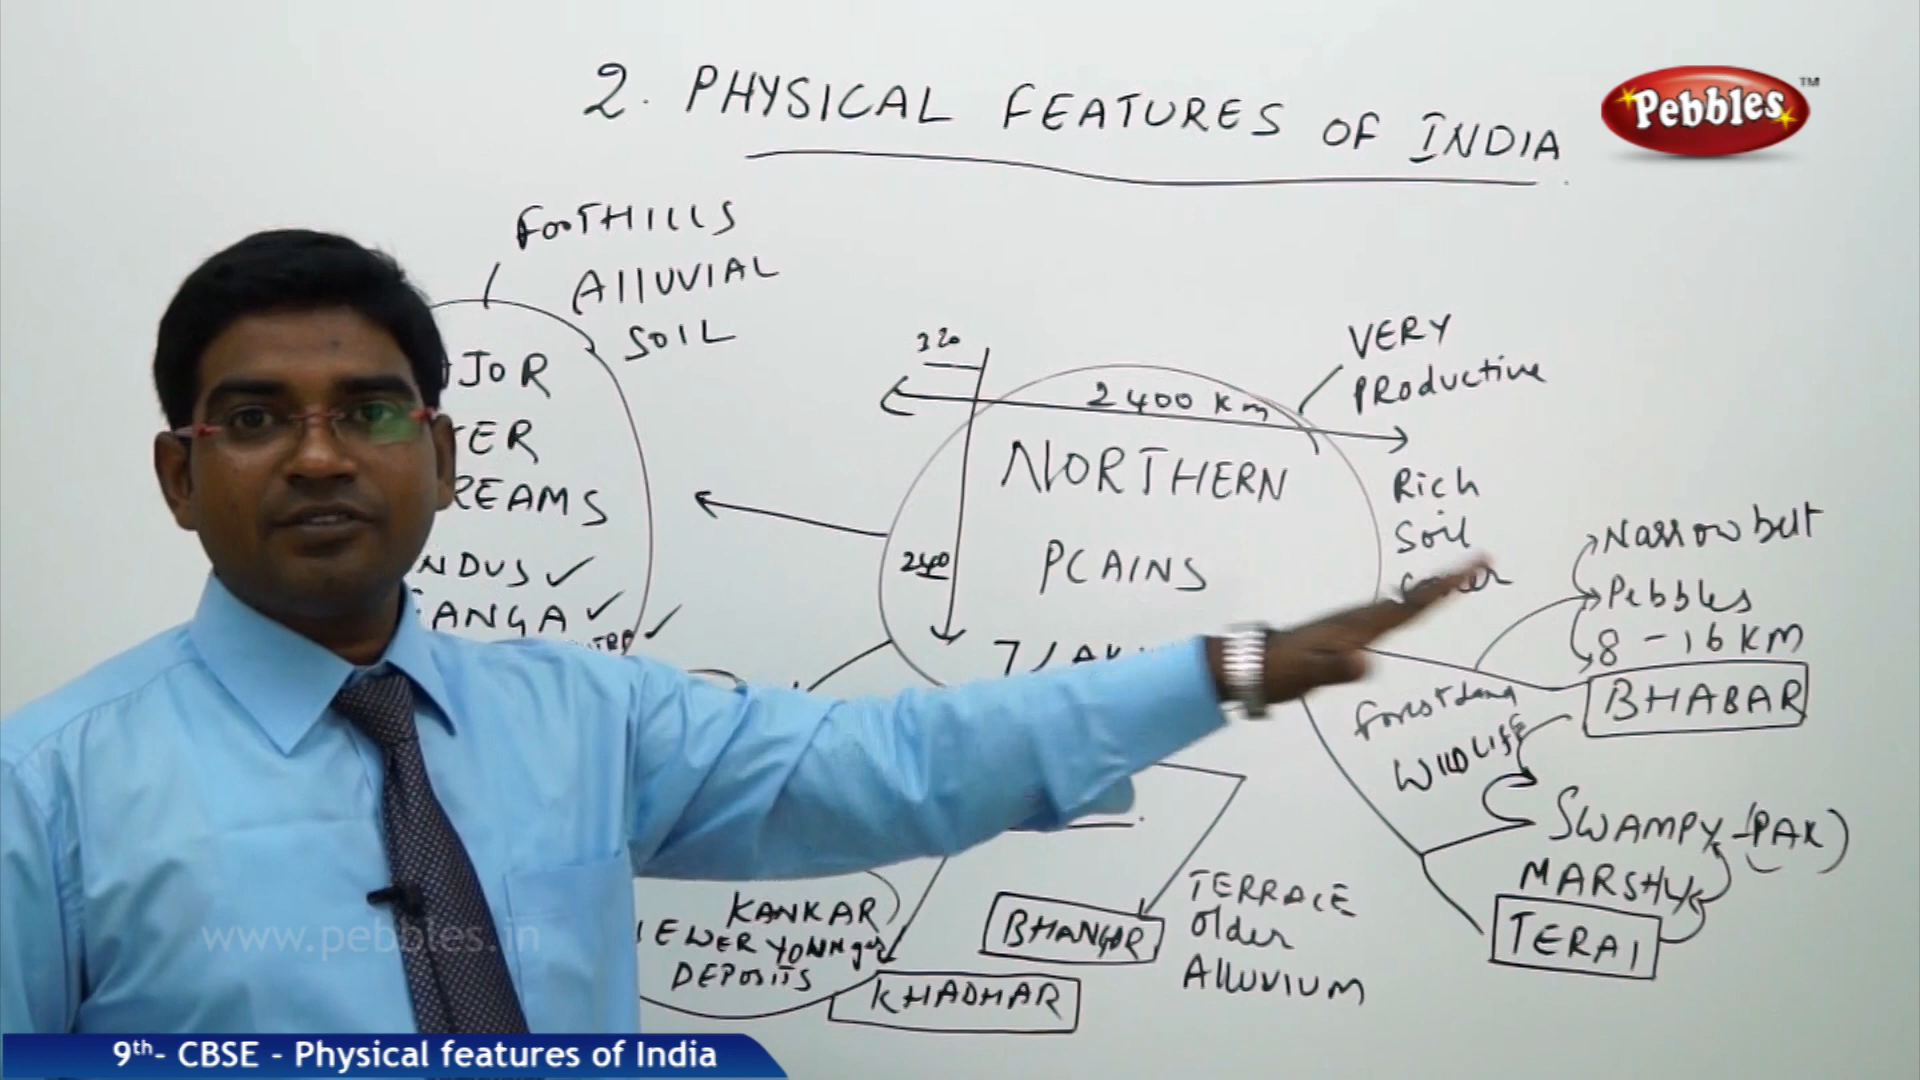 2. PHYSICAL FEATURES OF INDIA
Pebbles™
FOOTHILLS
ALLUVIAL
SOIL
JOR
ER
REAMS
NDUS ✓
ANGA ✓
320
2400 Km
240
NORTHERN
PLAINS
VERY
PRoductive
Rich
Soil
Narrow belt
Pebbles
8 - 16 KM
BHABAR
Forest land
WILDLIFE
SWAMPY - (PAK)
MARSHY
TERAI
TERRACE
Older
ALLUVIUM
BHANGAR
KANKAR
EWER YOUNger
DEPOSITS
KHADHAR
www.pebbles.in
9th- CBSE - Physical features of India